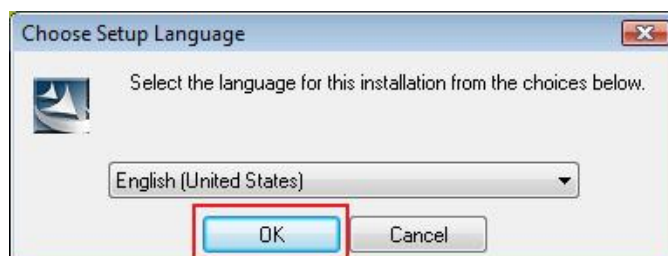 Choose Setup Language
Select the language for this installation from the choices below.
English (United States)
OK
Cancel